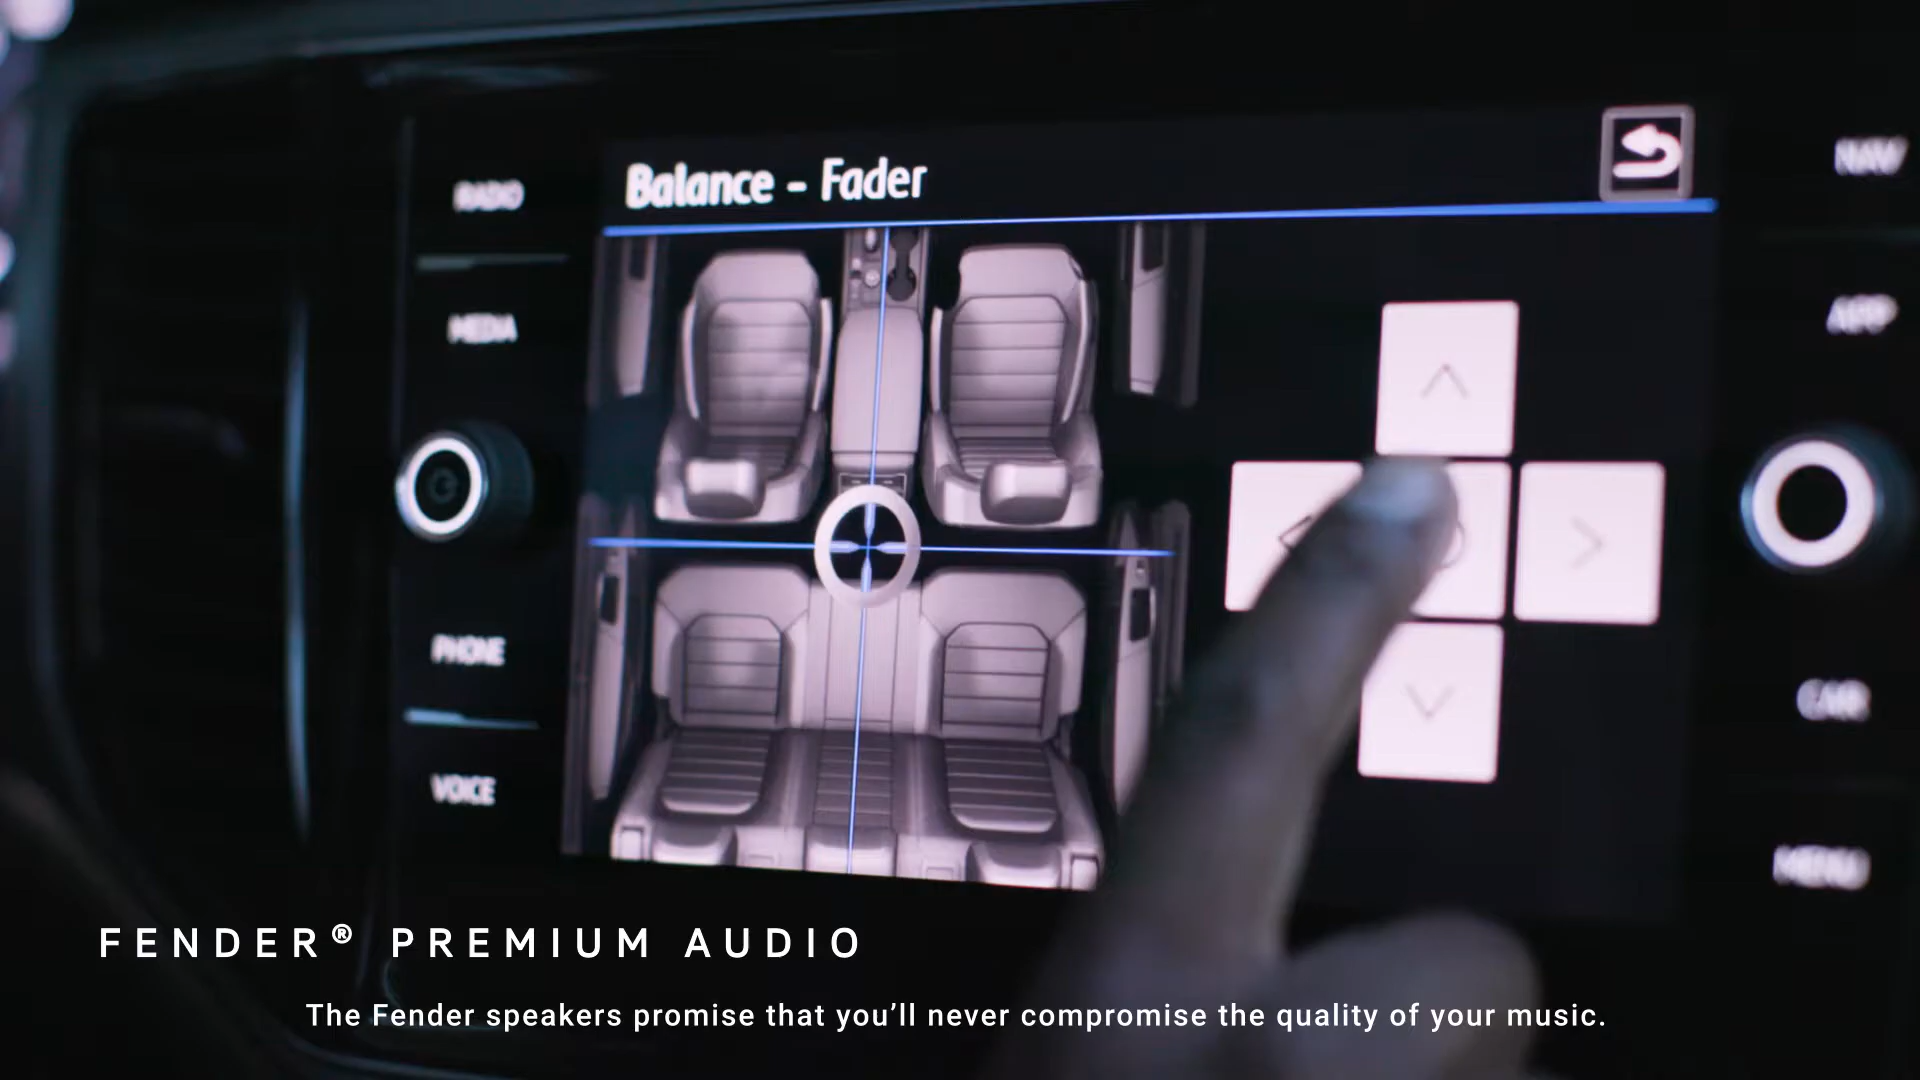 Balance - Fader
RADIO
MEDIA
PHONE
VOICE
NAV
APP
CAR
MENU
FENDER® PREMIUM AUDIO
The Fender speakers promise that you’ll never compromise the quality of your music.